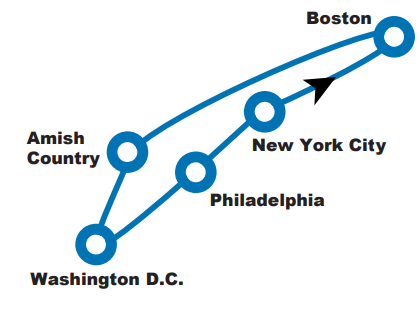 Boston
Amish
Country
New York City
Philadelphia
Washington D.C.